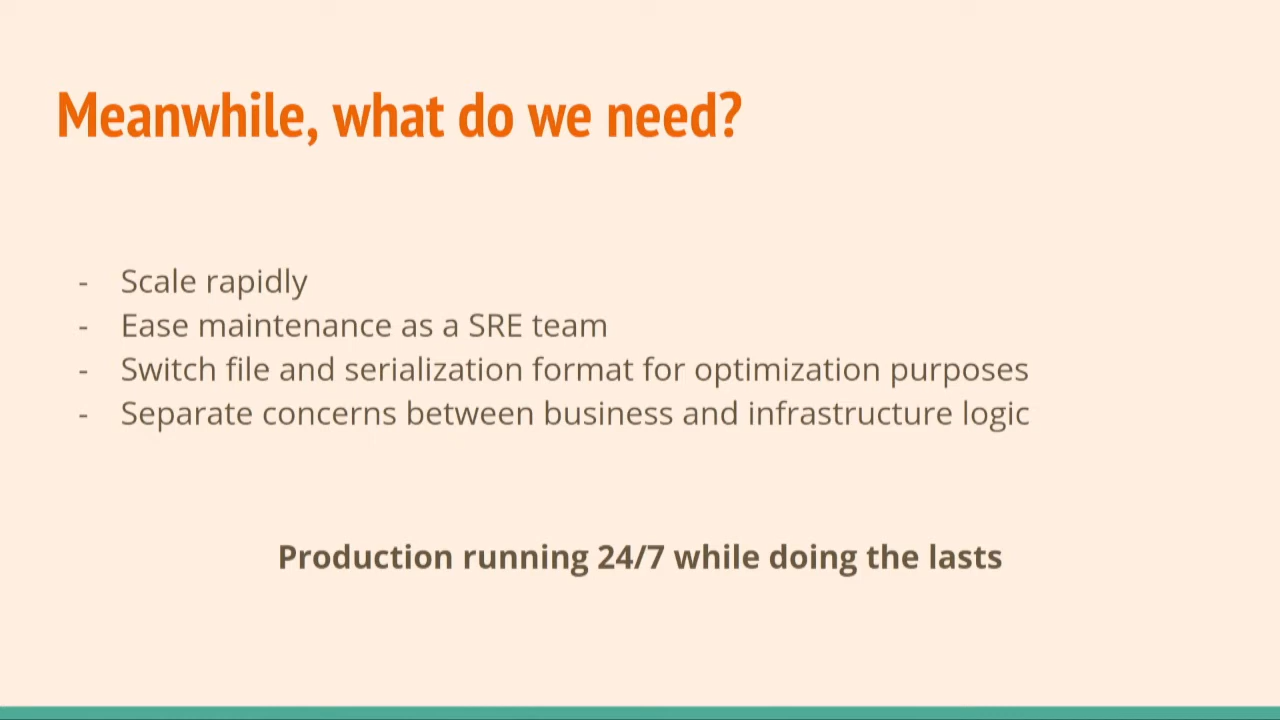 Meanwhile, what do we need?
- Scale rapidly
- Ease maintenance as a SRE team
- Switch file and serialization format for optimization purposes
- Separate concerns between business and infrastructure logic
Production running 24/7 while doing the lasts